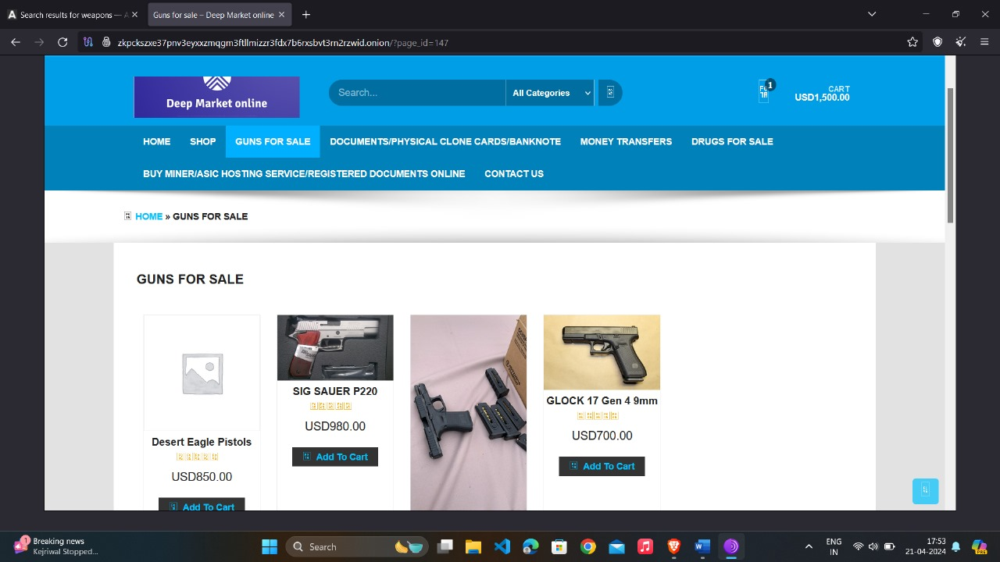 Search results for weapons — A
Guns for sale – Deep Market online
zkpckszxe37pnv3eyxxzmqgm3ftllmizzr3fdx7b6rxsbvt3rn2rzwid.onion/?page_id=147
Deep Market online
Search...
All Categories
1
CART
USD1,500.00
HOME SHOP GUNS FOR SALE DOCUMENTS/PHYSICAL CLONE CARDS/BANKNOTE MONEY TRANSFERS DRUGS FOR SALE
BUY MINER/ASIC HOSTING SERVICE/REGISTERED DOCUMENTS ONLINE CONTACT US
HOME » GUNS FOR SALE
GUNS FOR SALE
Desert Eagle Pistols
USD850.00
Add To Cart
SIG SAUER P220
USD980.00
Add To Cart
GLOCK 17 Gen 4 9mm
USD700.00
Add To Cart
1
Breaking news
Kejriwal Stopped...
Search
ENG
IN
17:53
21-04-2024